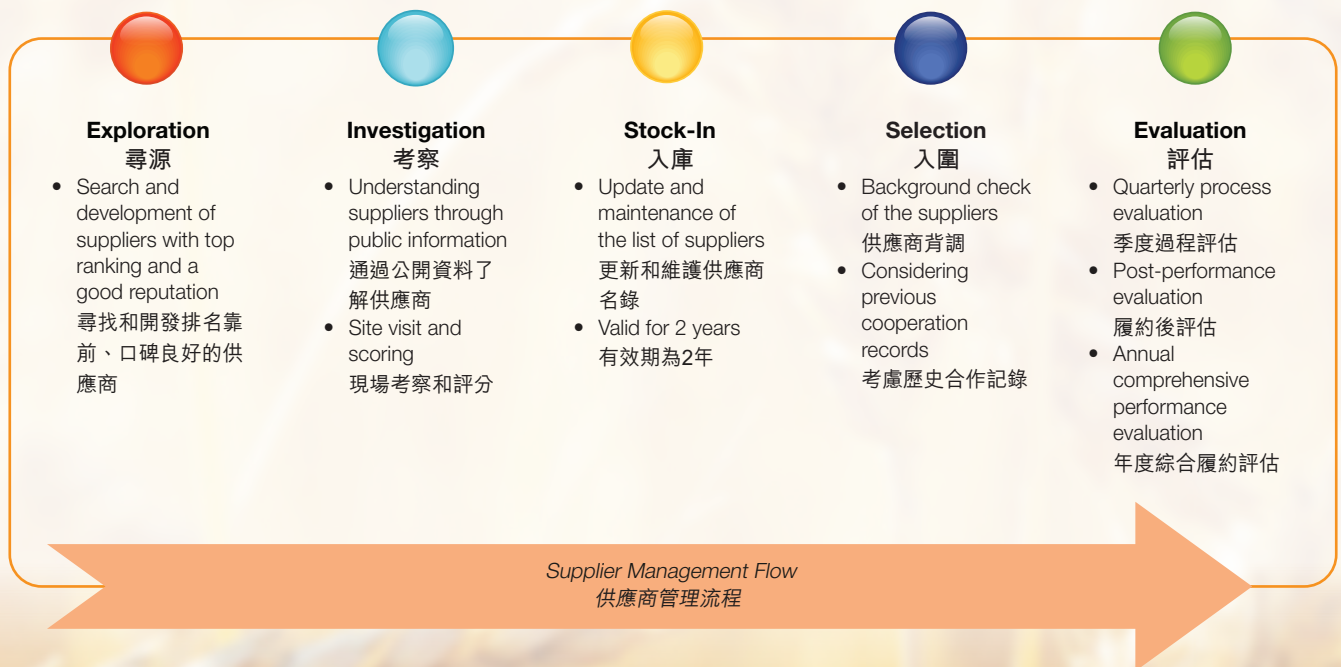 Exploration
尋源
• Search and
development of
suppliers with top
ranking and a
good reputation
尋找和開發排名靠
前、口碑良好的供
應商
Investigation
考察
• Understanding
suppliers through
public information
通過公開資料了
解供應商
• Site visit and
scoring
現場考察和評分
Stock-In
入庫
• Update and
maintenance of
the list of suppliers
更新和維護供應商
名錄
• Valid for 2 years
有效期為2年
Selection
入圍
• Background check
of the suppliers
供應商背調
• Considering
previous
cooperation
records
考慮歷史合作記錄
Evaluation
評估
• Quarterly process
evaluation
季度過程評估
• Post-performance
evaluation
履約後評估
• Annual
comprehensive
performance
evaluation
年度綜合履約評估
Supplier Management Flow
供應商管理流程